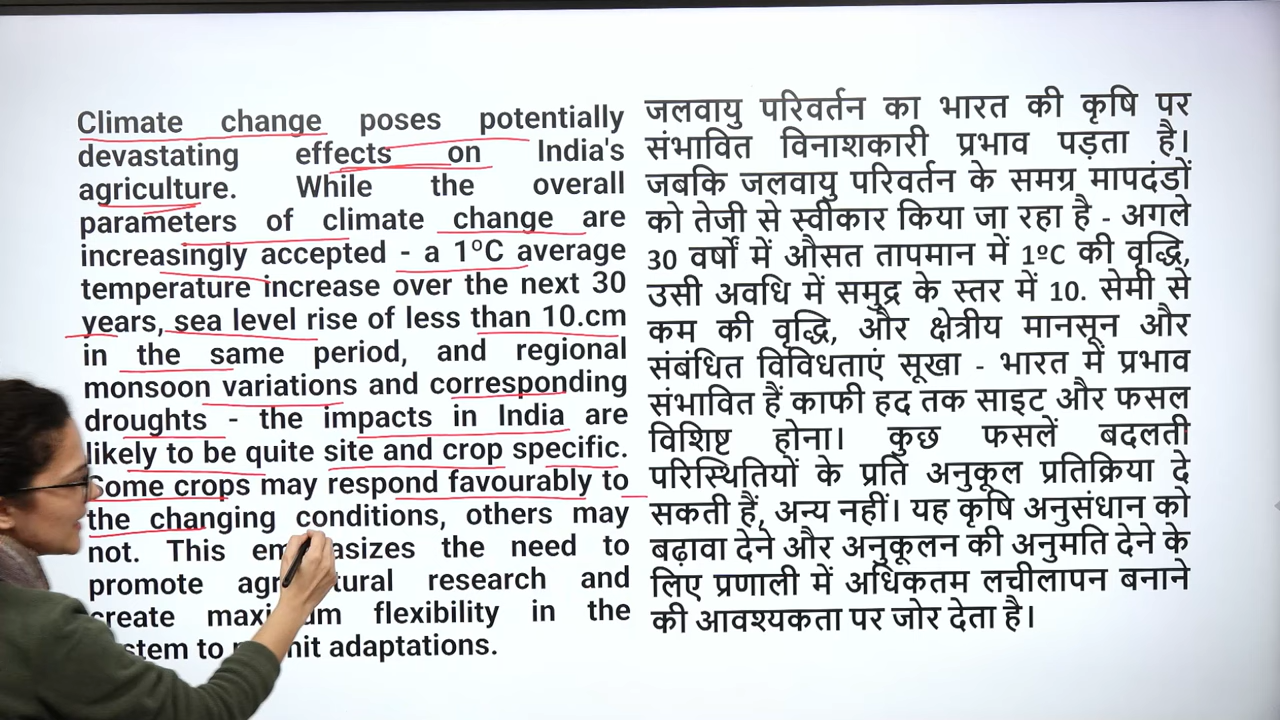 Climate change poses potentially
devastating effects on India's
agriculture. While the overall
parameters of climate change are
increasingly accepted - a 1ºC average
temperature increase over the next 30
years, sea level rise of less than 10.cm
in the same period, and regional
monsoon variations and corresponding
droughts - the impacts in India are
likely to be quite site and crop specific.
Some crops may respond favourably to
the changing conditions, others may
not. This the need to
promote research and
create flexibility in the
to adaptations.
जलवायु परिवर्तन का भारत की कृषि पर
संभावित विनाशकारी प्रभाव पड़ता है।
जबकि जलवायु परिवर्तन के समग्र मापदंडों
को तेजी से स्वीकार किया जा रहा है - अगले
30 वर्षों में औसत तापमान में 1ºC की वृद्धि,
उसी अवधि में समुद्र के स्तर में 10. सेमी से
कम की वृद्धि, और क्षेत्रीय मानसून और
संबंधित विविधताएं सूखा - भारत में प्रभाव
संभावित हैं काफी हद तक साइट और फसल
विशिष्ट होना। कुछ फसलें बदलती
परिस्थितियों के प्रति अनुकूल प्रतिक्रिया दे
सकती हैं, अन्य नहीं। यह कृषि अनुसंधान को
बढ़ावा देने और अनुकूलन की अनुमति देने के
लिए प्रणाली में अधिकतम लचीलापन बनाने
की आवश्यकता पर जोर देता है।